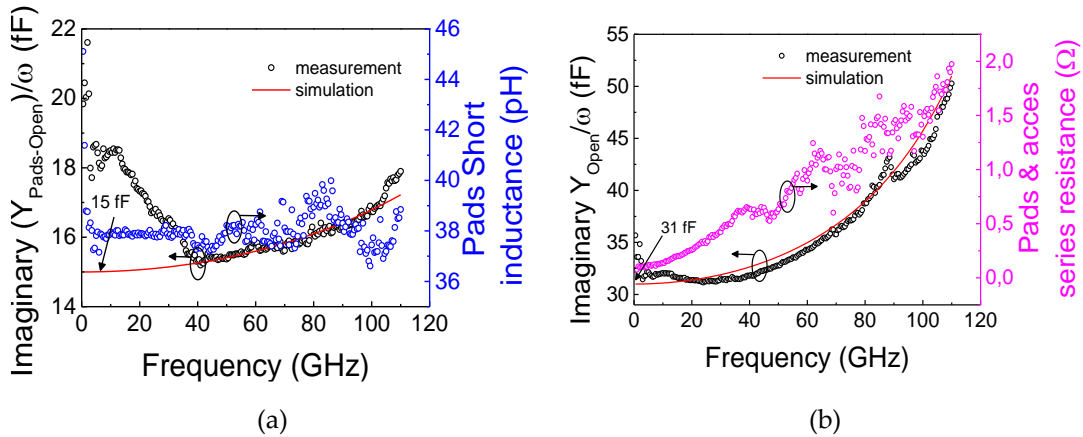 (a)
Imaginary (Y_Pads-Open)/ω (fF)
22
20
18
16
14
measurement
simulation
15 fF
46
45
44
42
40
38
36
34
Pads Short
inductance (pH)
0 20 40 60 80 100 120
Frequency (GHz)
(a)
(b)
Imaginary Y_Open/ω (fF)
55
50
45
40
35
30
measurement
simulation
31 fF
2,0
1,5
1,0
0,5
0,0
Pads & acces
series resistance (Ω)
0 20 40 60 80 100 120
Frequency (GHz)
(b)